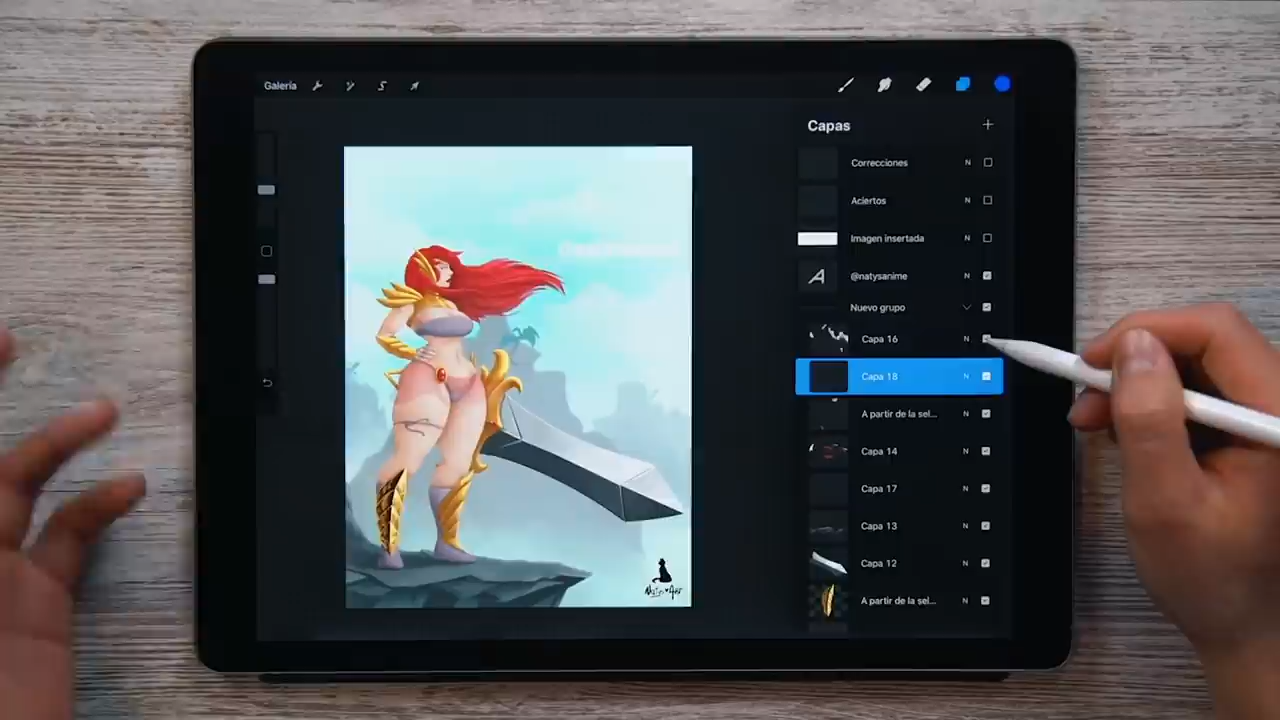 Galería
Capas
Correcciones N
Aciertos N
Imagen insertada N
@natysanime N
Nuevo grupo
Capa 16 N
Capa 18 N
A partir de la sel... N
Capa 14 N
Capa 17 N
Capa 13 N
Capa 12 N
A partir de la sel... N